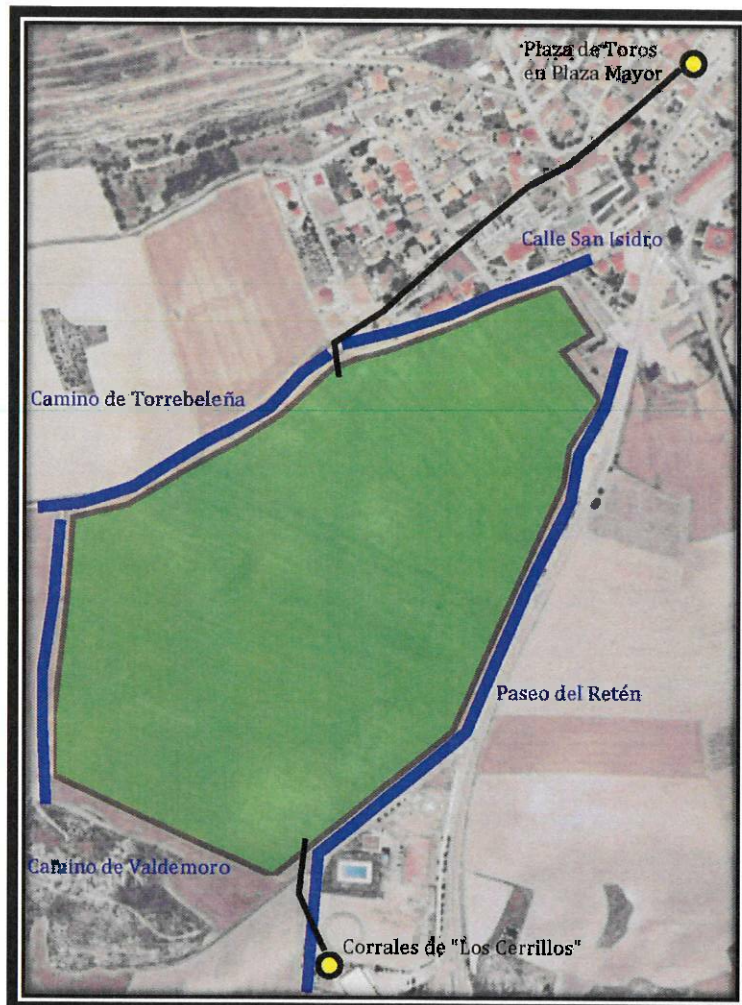 Plaza de Toros
en Plaza Mayor
Calle San Isidro
Camino de Torrebeleña
Paseo del Retén
Camino de Valdemoro
Corrales de "Los Cerrillos"